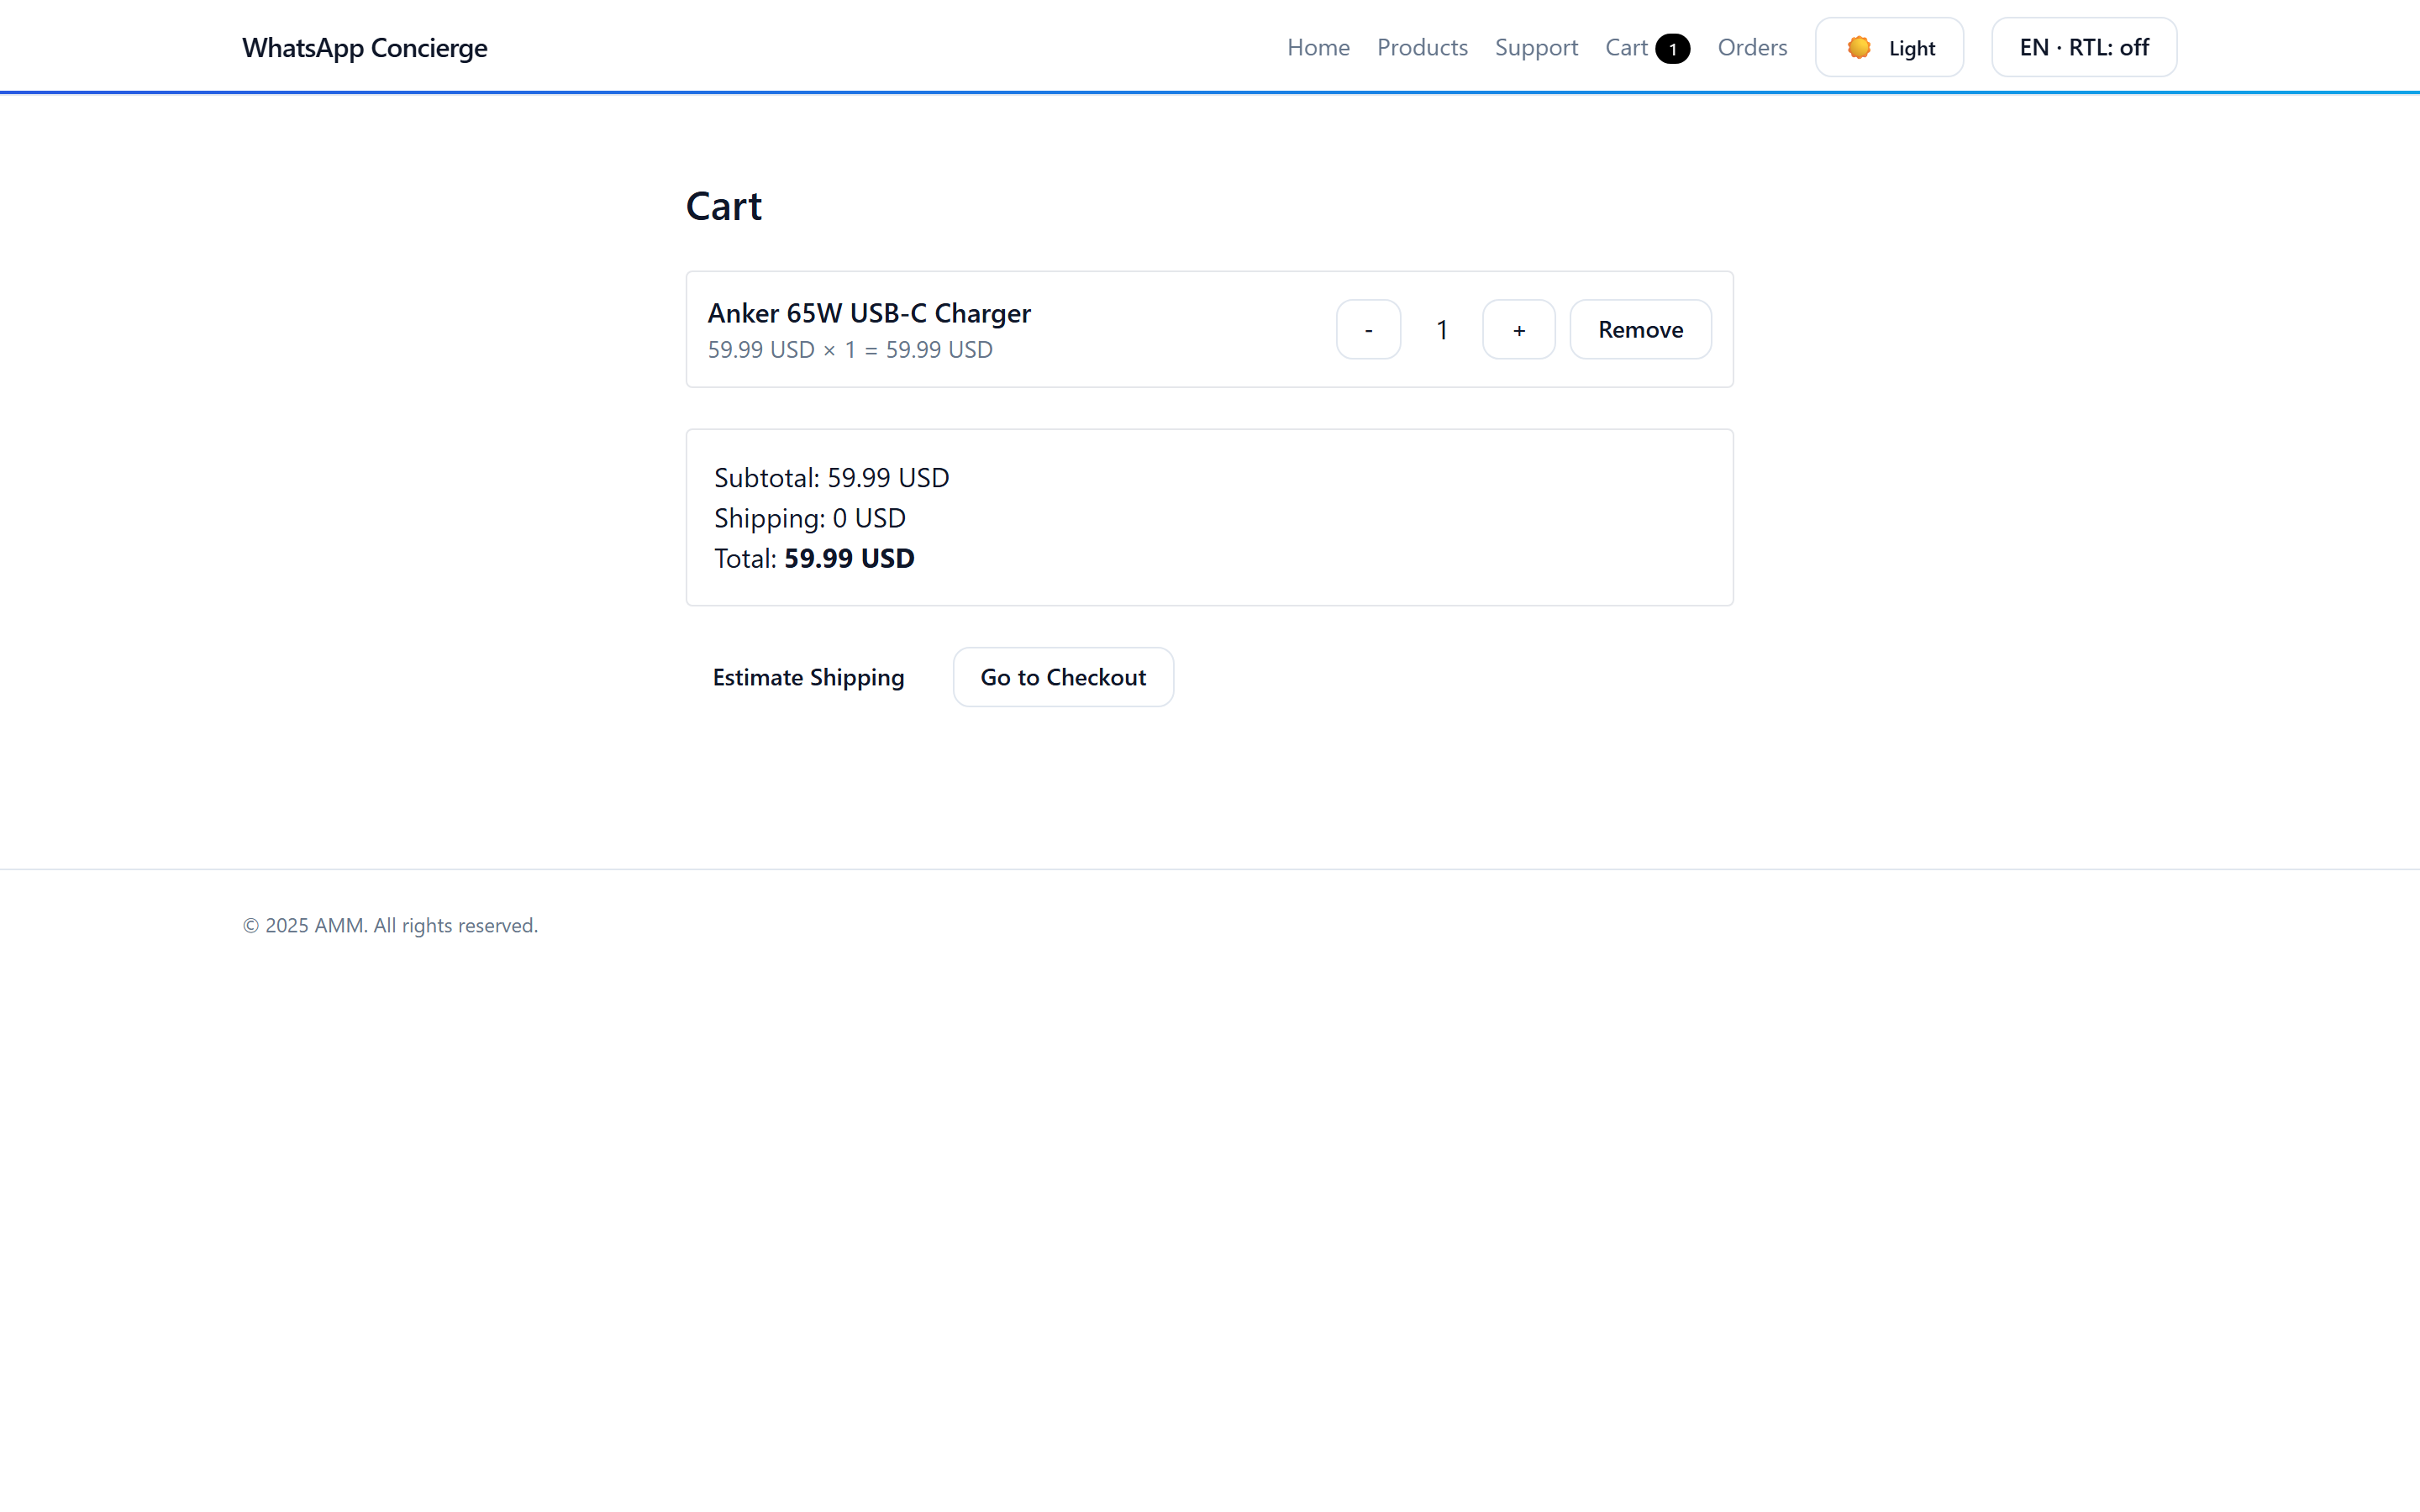 WhatsApp Concierge
Home Products Support Cart 1 Orders Light EN · RTL: off
Cart
Anker 65W USB-C Charger
59.99 USD × 1 = 59.99 USD
- 1 + Remove
Subtotal: 59.99 USD
Shipping: 0 USD
Total: 59.99 USD
Estimate Shipping Go to Checkout
© 2025 AMM. All rights reserved.